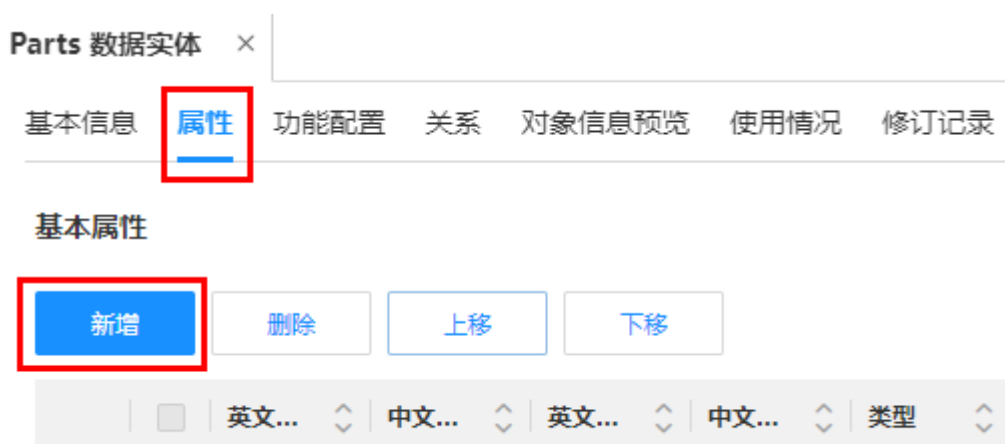 Parts 数据实体 ×
基本信息 属性 功能配置 关系 对象信息预览 使用情况 修订记录
基本属性
新增 删除 上移 下移
英文... 中文... 英文... 中文... 类型